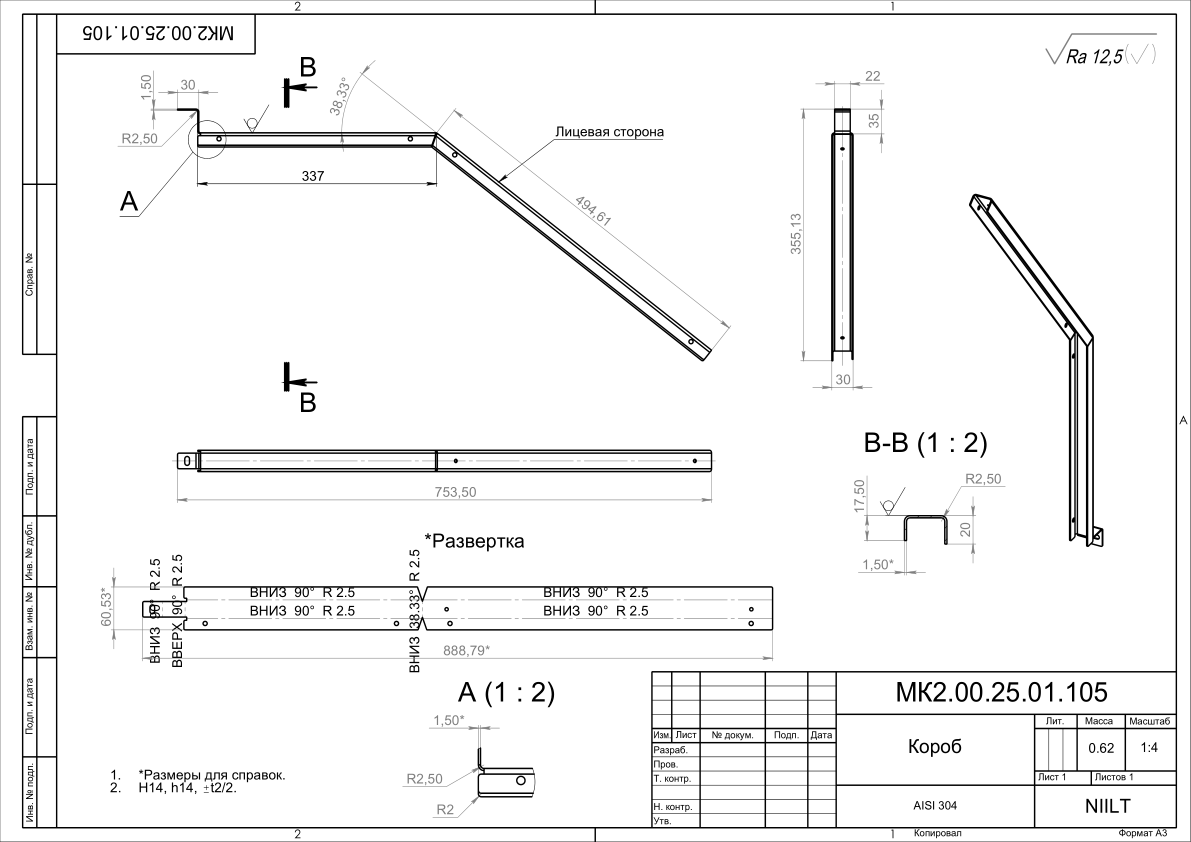 2
1
МК2.00.25.01.105
Ra 12,5 (√)
1,50
30
R2,50
B
38,33°
Лицевая сторона
337
A
494,61
B
22
35
355,13
30
753,50
B-B (1 : 2)
17,50
R2,50
20
1,50*
*Развертка
60,53*
ВНИЗ 90° R 2.5
ВВЕРХ 90° R 2.5
ВНИЗ 90° R 2.5
ВНИЗ 90° R 2.5
ВНИЗ 38.33° R 2.5
ВНИЗ 90° R 2.5
ВНИЗ 90° R 2.5
888,79*
A (1 : 2)
1,50*
R2,50
R2
1. *Размеры для справок.
2. H14, h14, ±t2/2.
Справ. №
Подп. и дата
Инв. № дубл.
Взам. инв. №
Подп. и дата
Инв. № подл.
A
МК2.00.25.01.105
Изм. Лист № докум. Подп. Дата
Разраб.
Пров.
Т. контр.
Н. контр.
Утв.
Короб
Лит. Масса Масштаб
0.62 1:4
Лист 1 Листов 1
AISI 304
NIILT
2
1
Копировал
Формат А3